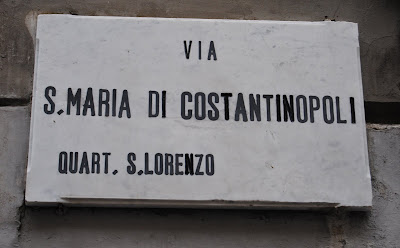 VIA
S.MARIA DI COSTANTINOPOLI
QUART. S.LORENZO